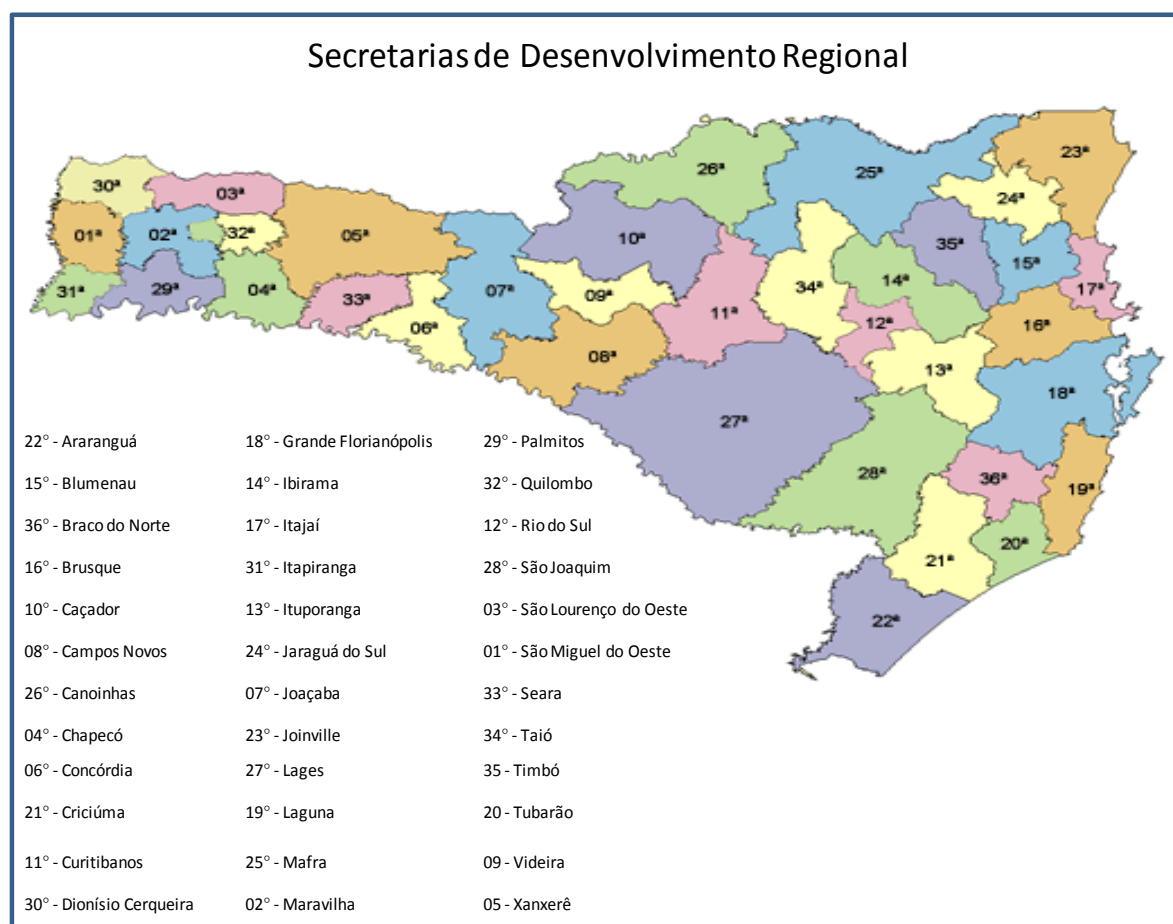 Secretarias de Desenvolvimento Regional
23ª
26ª
25ª
30ª
03ª
24ª
01ª
02ª
32ª
05ª
10ª
35ª
15ª
31ª
29ª
04ª
33ª
07ª
09ª
34ª
14ª
17ª
06ª
11ª
12ª
16ª
08ª
13ª
18ª
27ª
28ª
36ª
19ª
21ª
20ª
22ª
22° - Araranguá 18° - Grande Florianópolis 29° - Palmitos
15° - Blumenau 14° - Ibirama 32° - Quilombo
36° - Braco do Norte 17° - Itajaí 12° - Rio do Sul
16° - Brusque 31° - Itapiranga 28° - São Joaquim
10° - Caçador 13° - Ituporanga 03° - São Lourenço do Oeste
08° - Campos Novos 24° - Jaraguá do Sul 01° - São Miguel do Oeste
26° - Canoinhas 07° - Joaçaba 33° - Seara
04° - Chapecó 23° - Joinville 34° - Taió
06° - Concórdia 27° - Lages 35 - Timbó
21° - Criciúma 19° - Laguna 20 - Tubarão
11° - Curitibanos 25° - Mafra 09 - Videira
30° - Dionísio Cerqueira 02° - Maravilha 05 - Xanxerê